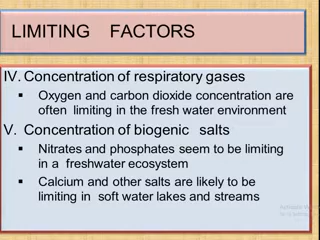 LIMITING FACTORS
IV. Concentration of respiratory gases
▪ Oxygen and carbon dioxide concentration are
often limiting in the fresh water environment
V. Concentration of biogenic salts
▪ Nitrates and phosphates seem to be limiting
in a freshwater ecosystem
▪ Calcium and other salts are likely to be
limiting in soft water lakes and streams